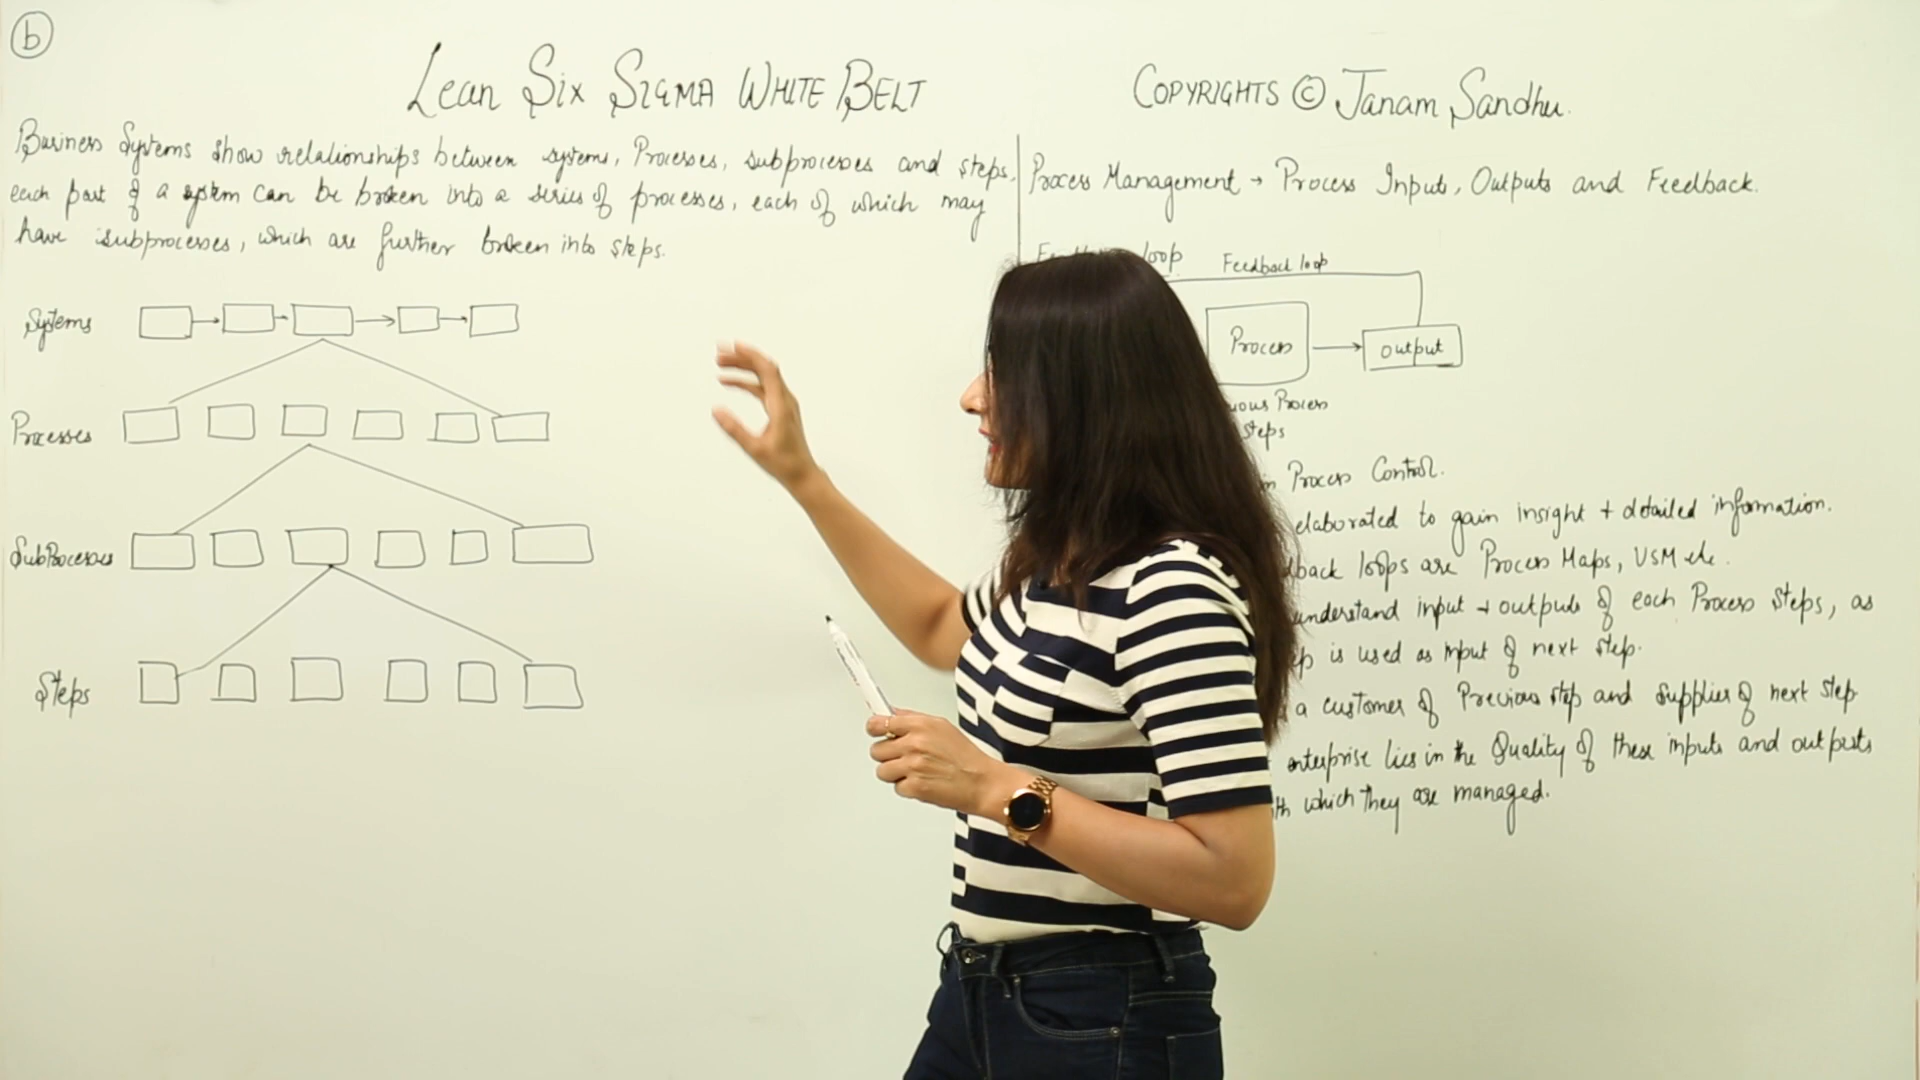 b
Lean Six Sigma White Belt
Copyrights © Janam Sandhu.
Business Systems show relationships between systems, Processes, subprocesses and steps.
each part of a system can be broken into a series of processes, each of which may
have subprocesses, which are further broken into steps.
Systems
Processes
SubProcesses
Steps
Process Management → Process Inputs, Outputs and Feedback.
loop
Feedback loop
Process
Output
Process
Steps
Process Control.
elaborated to gain insight + detailed information.
loops are Process Maps, VSM etc.
understand input + outputs of each Process steps, as
is used as input of next step.
a customer of Previous step and supplier of next step
enterprise lies in the Quality of these inputs and outputs
which they are managed.